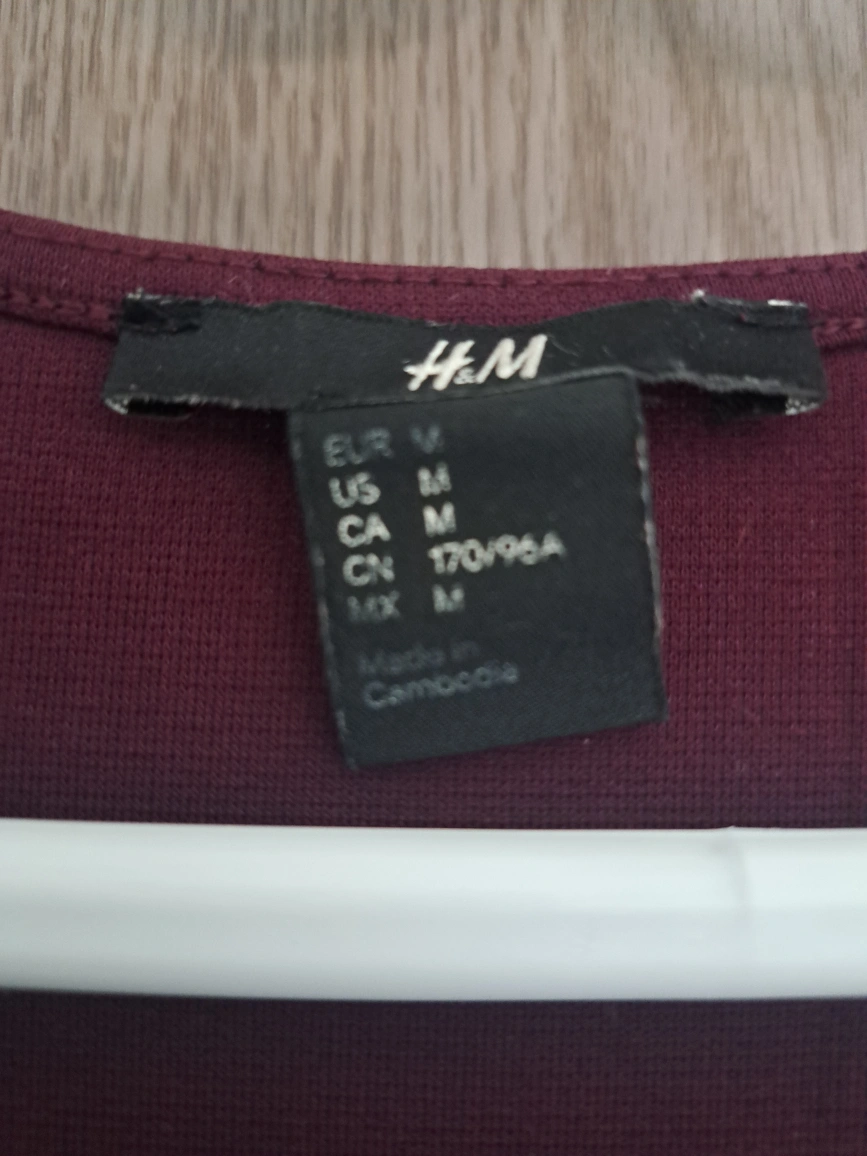 H&M
EUR M
US M
CA M
CN 170/96A
MX M
Made in
Cambodia